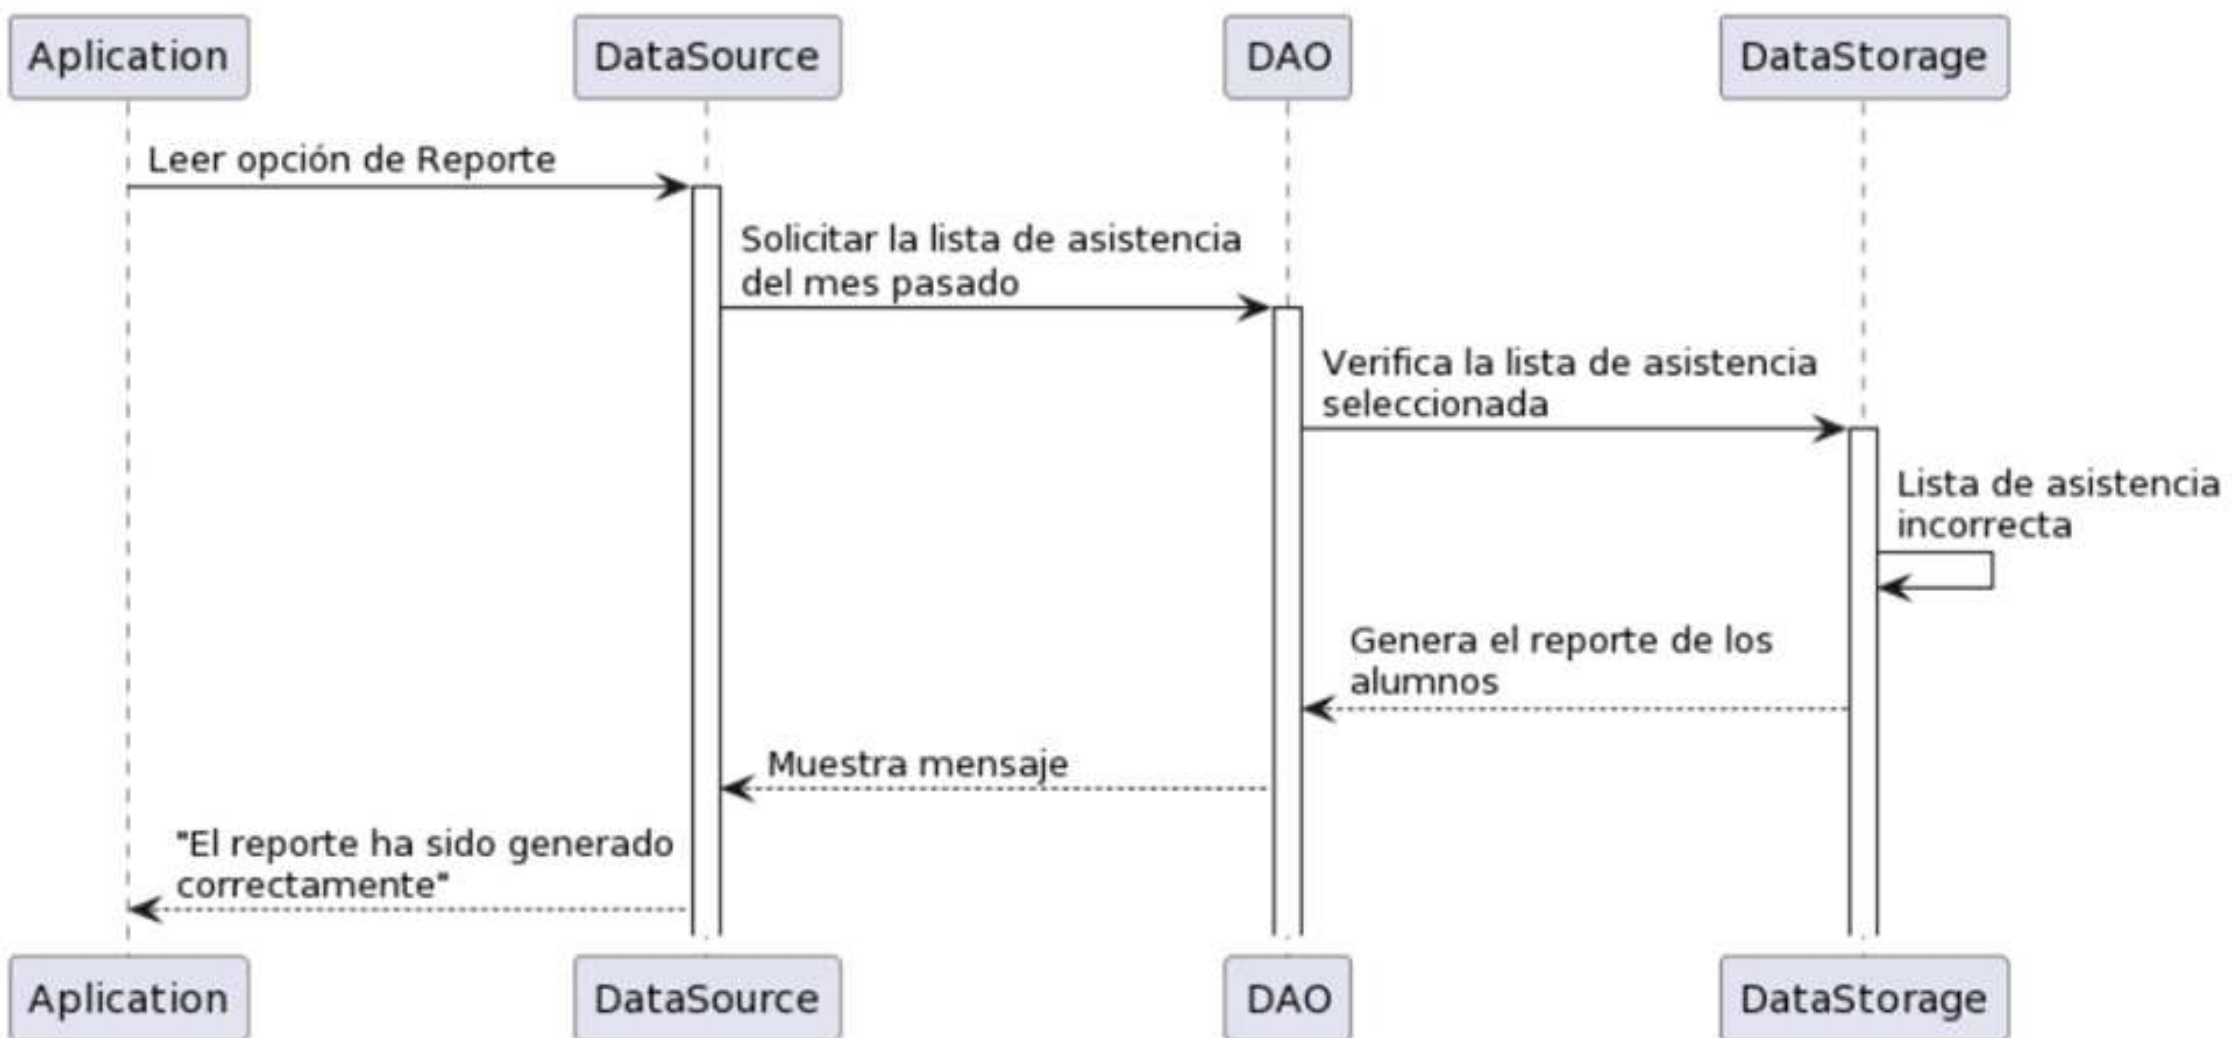 Aplication
DataSource
DAO
DataStorage
Leer opción de Reporte
Solicitar la lista de asistencia
del mes pasado
Verifica la lista de asistencia
seleccionada
Lista de asistencia
incorrecta
Genera el reporte de los
alumnos
Muestra mensaje
"El reporte ha sido generado
correctamente"
Aplication
DataSource
DAO
DataStorage